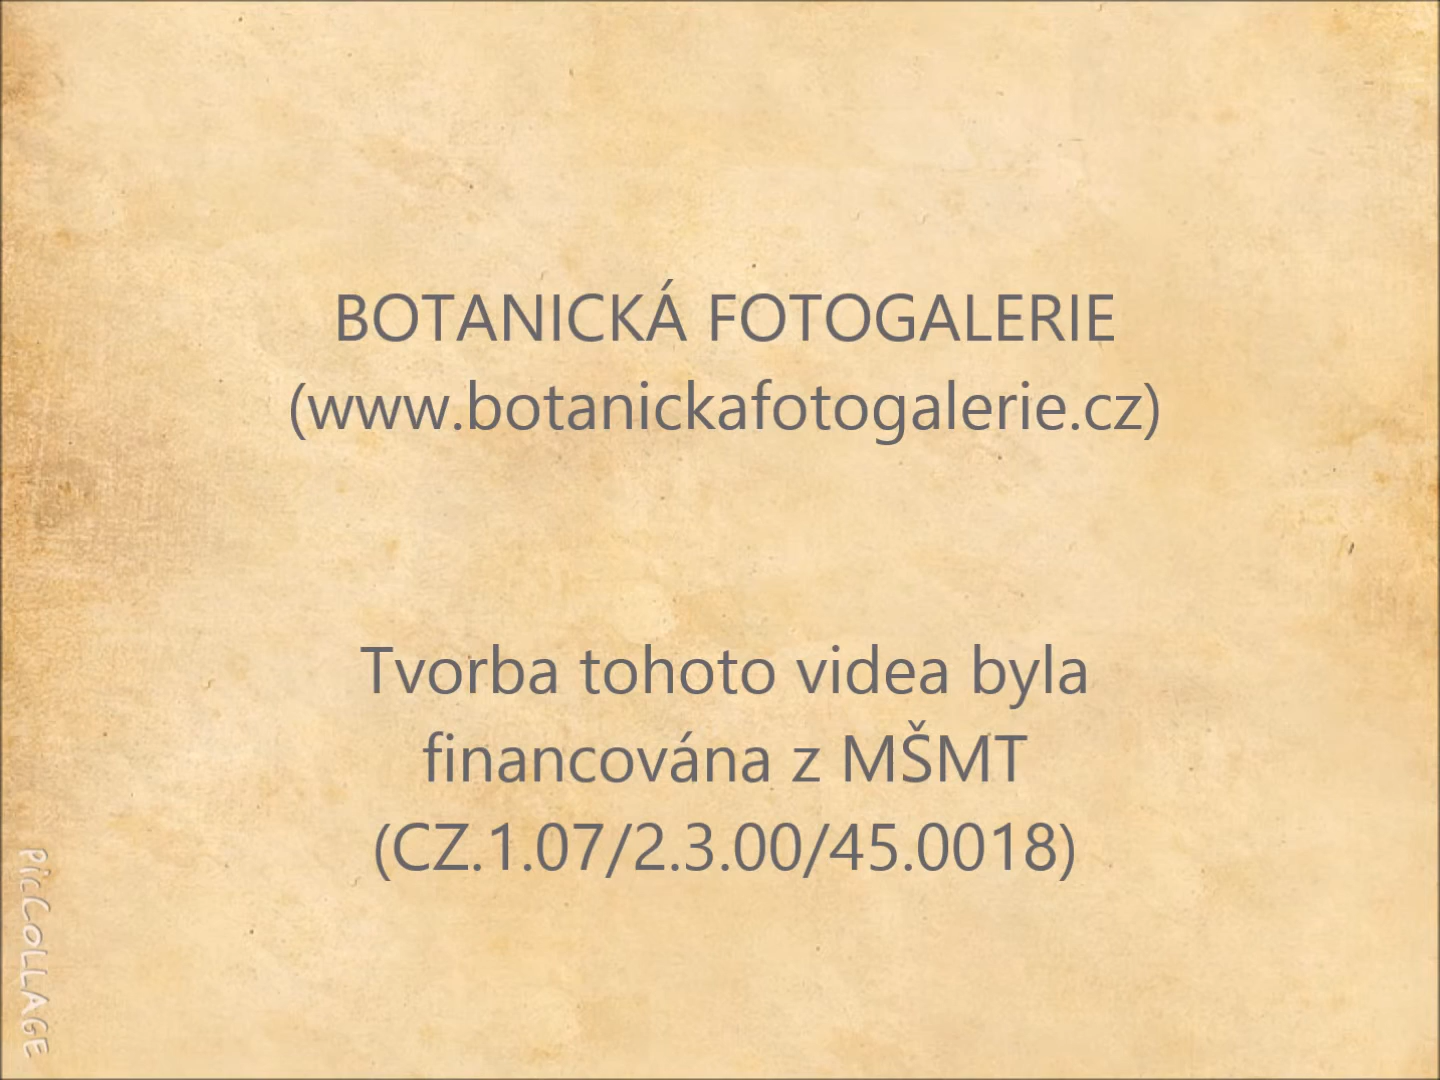 BOTANICKÁ FOTOGALERIE
(www.botanickafotogalerie.cz)
Tvorba tohoto videa byla
financována z MŠMT
(CZ.1.07/2.3.00/45.0018)
PicCOLLAGE